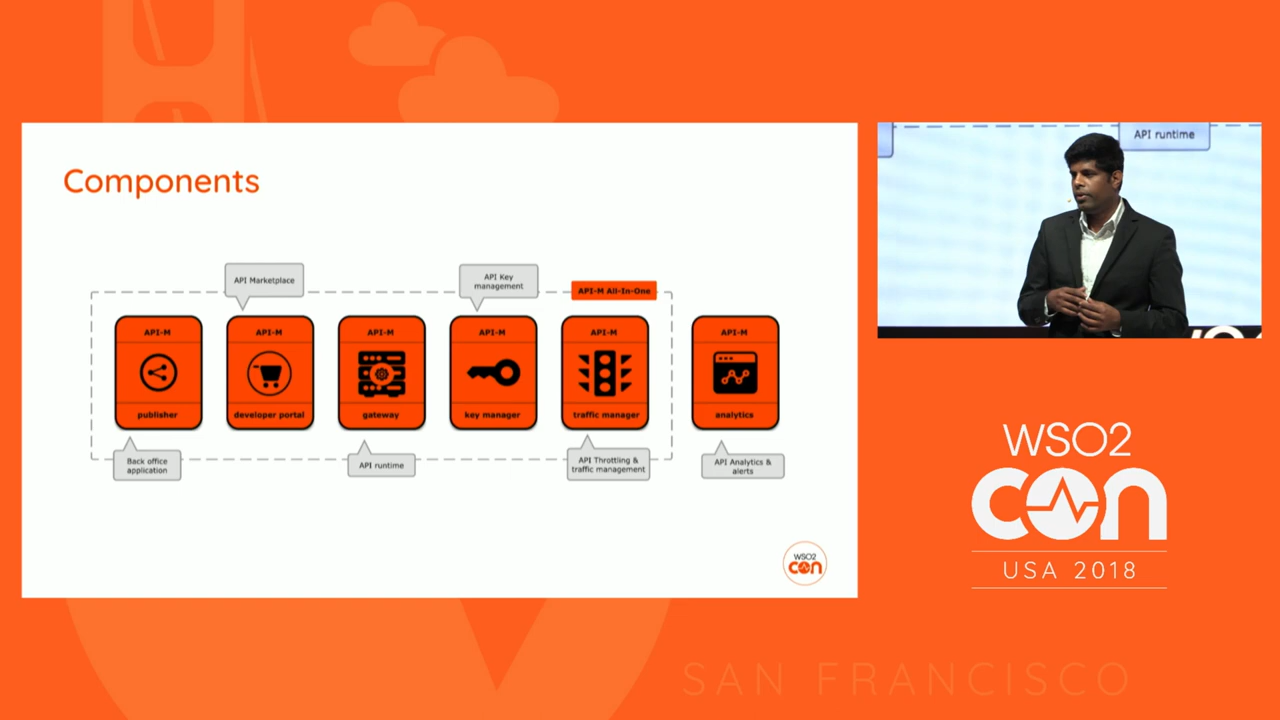 Components
API Marketplace
API Key
management
API-M All-In-One
API-M
publisher
API-M
developer portal
API-M
gateway
API-M
key manager
API-M
traffic manager
API-M
analytics
Back office
application
API runtime
API Throttling &
traffic management
API Analytics &
alerts
WSO2
con
API runtime
WSO2
con
USA 2018
SAN FRANCISCO